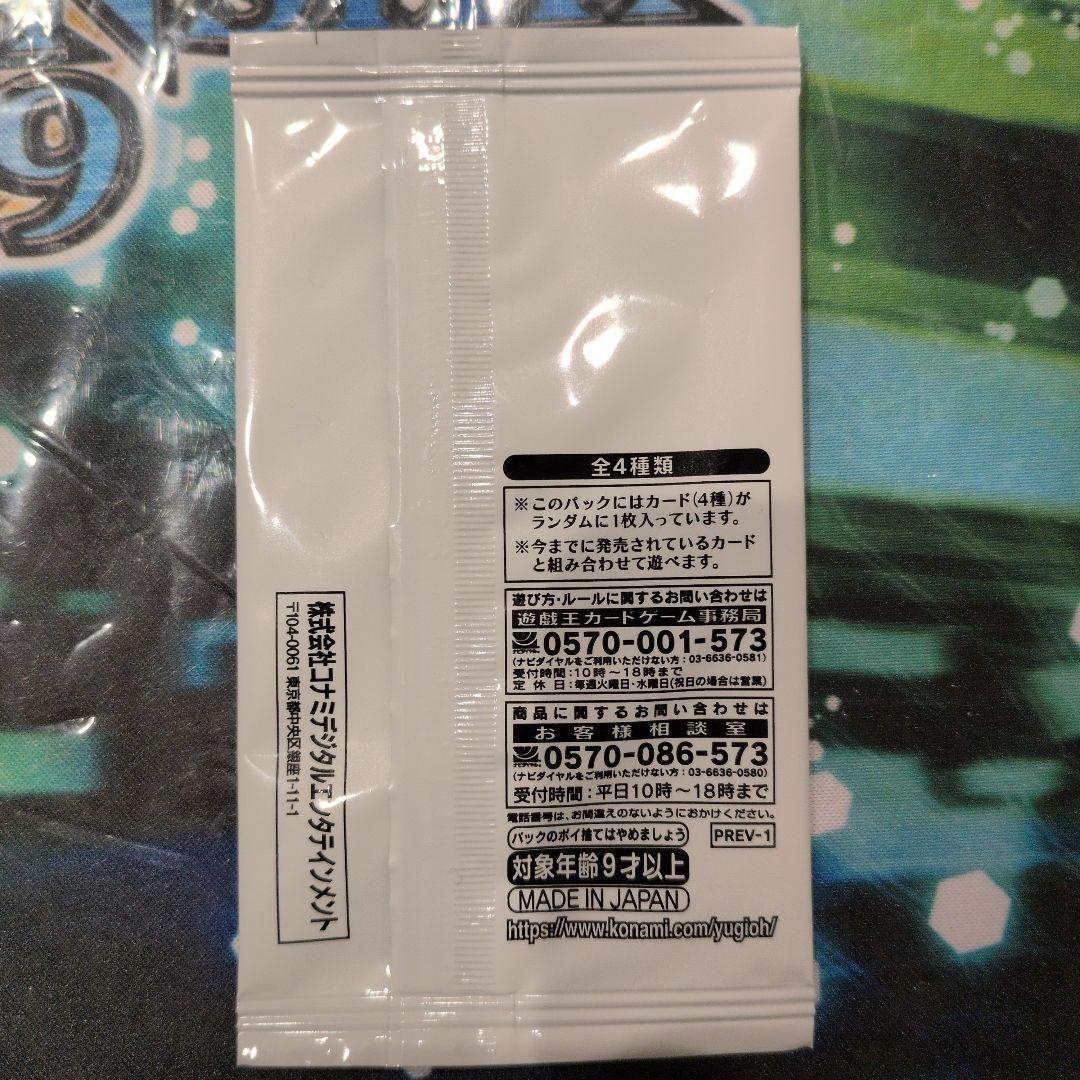 全4種類
※このパックにはカード(4種)が
ランダムに1枚入っています。
※今までに発売されているカード
と組み合わせて遊べます。
遊び方・ルールに関するお問い合わせは
遊戯王カードゲーム事務局
0570-001-573
(ナビダイヤルをご利用いただけない方:03-6636-0581)
受付時間:10時〜18時まで
定休日:毎週火曜日・水曜日(祝日の場合は営業)
商品に関するお問い合わせは
お客様相談室
0570-086-573
(ナビダイヤルをご利用いただけない方:03-6636-0580)
受付時間:平日10時〜18時まで
電話番号は、お間違えのないようにおかけください。
パックのポイ捨てはやめましょう
PREV-1
対象年齢9才以上
MADE IN JAPAN
https://www.konami.com/yugioh/
株式会社コナミデジタルエンタテインメント
〒104-0061 東京都中央区銀座1-11-1